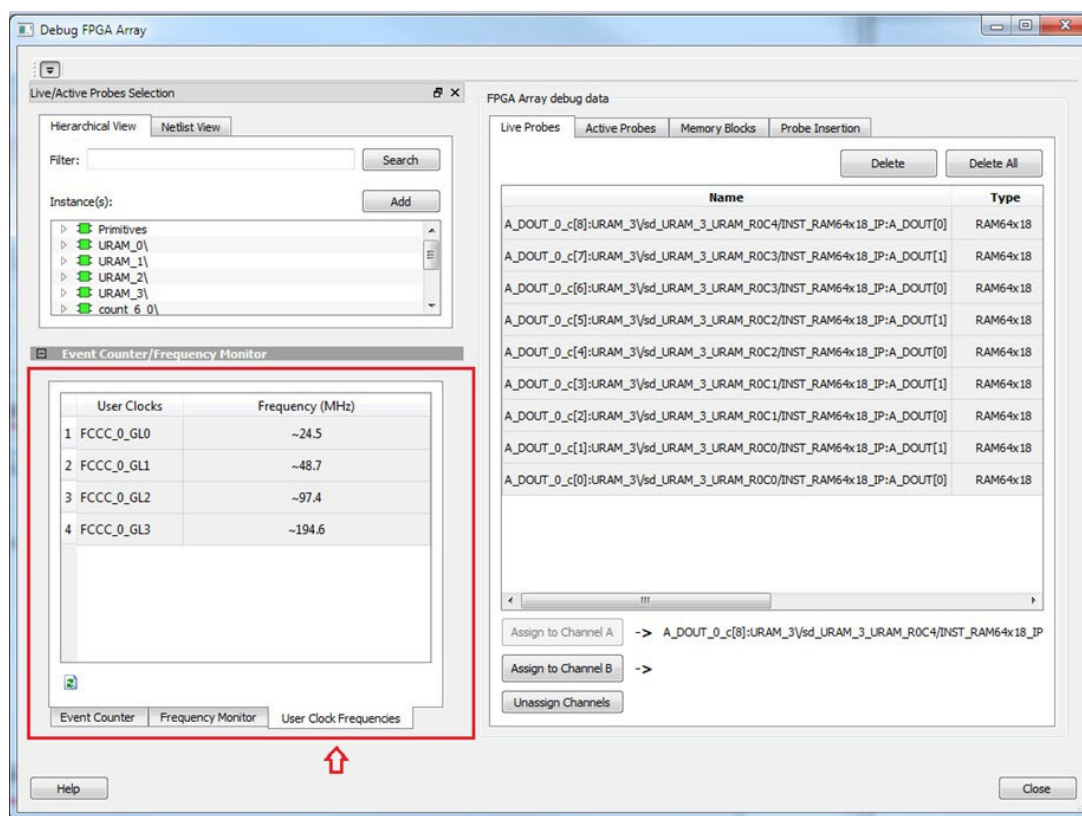 Debug FPGA Array
Live/Active Probes Selection
Hierarchical View Netlist View
Filter: Search
Instance(s): Add
Primitives
URAM_0\
URAM_1\
URAM_2\
URAM_3\
count_6_0\
Event Counter/Frequency Monitor
User Clocks Frequency (MHz)
1 FCCC_0_GL0 ~24.5
2 FCCC_0_GL1 ~48.7
3 FCCC_0_GL2 ~97.4
4 FCCC_0_GL3 ~194.6
Event Counter Frequency Monitor User Clock Frequencies
FPGA Array debug data
Live Probes Active Probes Memory Blocks Probe Insertion
Delete Delete All
Name Type
A_DOUT_0_c[8]:URAM_3\/sd_URAM_3_URAM_R0C4/INST_RAM64x18_IP:A_DOUT[0] RAM64x18
A_DOUT_0_c[7]:URAM_3\/sd_URAM_3_URAM_R0C3/INST_RAM64x18_IP:A_DOUT[1] RAM64x18
A_DOUT_0_c[6]:URAM_3\/sd_URAM_3_URAM_R0C3/INST_RAM64x18_IP:A_DOUT[0] RAM64x18
A_DOUT_0_c[5]:URAM_3\/sd_URAM_3_URAM_R0C2/INST_RAM64x18_IP:A_DOUT[1] RAM64x18
A_DOUT_0_c[4]:URAM_3\/sd_URAM_3_URAM_R0C2/INST_RAM64x18_IP:A_DOUT[0] RAM64x18
A_DOUT_0_c[3]:URAM_3\/sd_URAM_3_URAM_R0C1/INST_RAM64x18_IP:A_DOUT[1] RAM64x18
A_DOUT_0_c[2]:URAM_3\/sd_URAM_3_URAM_R0C1/INST_RAM64x18_IP:A_DOUT[0] RAM64x18
A_DOUT_0_c[1]:URAM_3\/sd_URAM_3_URAM_R0C0/INST_RAM64x18_IP:A_DOUT[1] RAM64x18
A_DOUT_0_c[0]:URAM_3\/sd_URAM_3_URAM_R0C0/INST_RAM64x18_IP:A_DOUT[0] RAM64x18
Assign to Channel A -> A_DOUT_0_c[8]:URAM_3\/sd_URAM_3_URAM_R0C4/INST_RAM64x18_IP
Assign to Channel B ->
Unassign Channels
Help Close